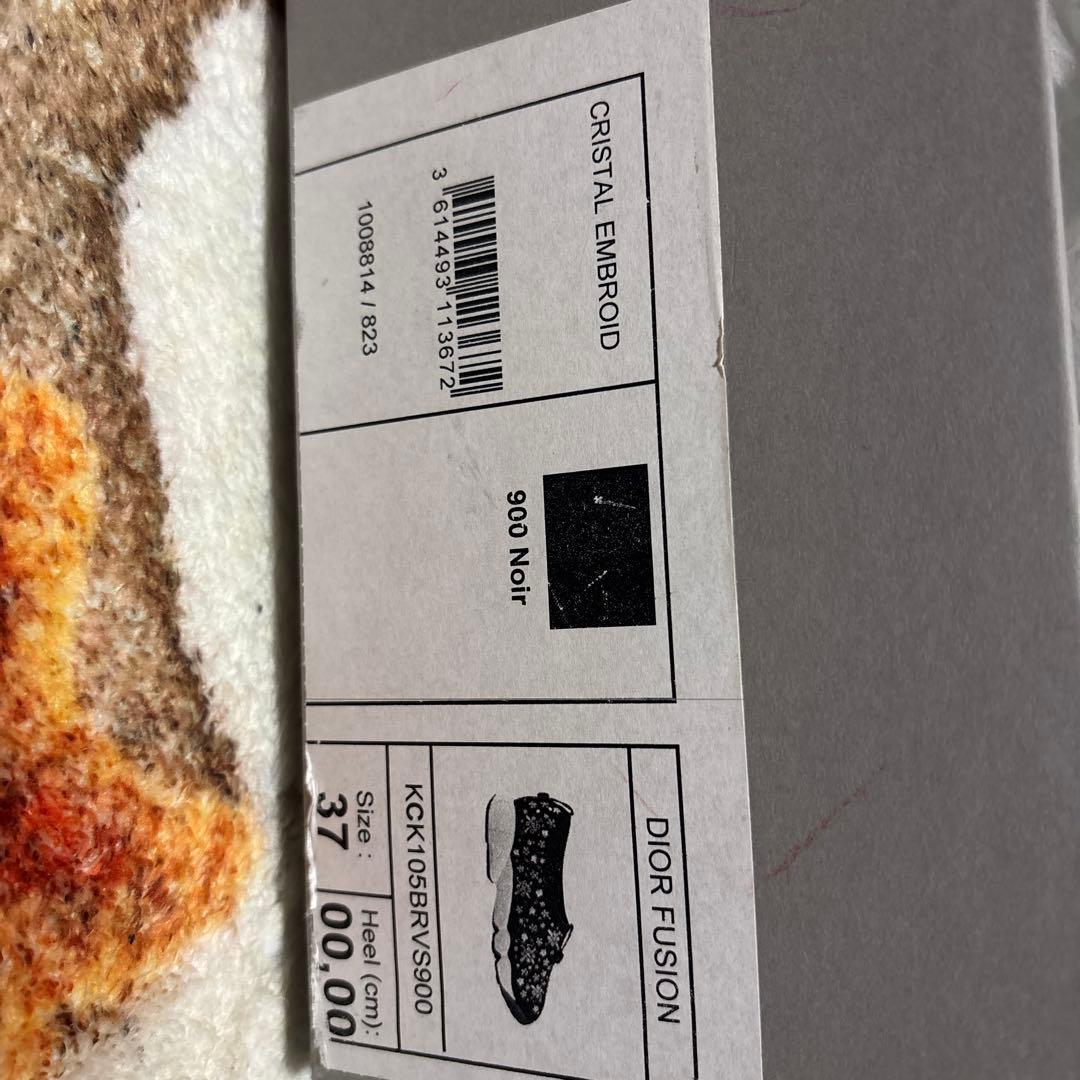 CRISTAL EMBROID
3 614493 113672
1008814 / 823
900 Noir
DIOR FUSION
KCK105BRVS900
Size :
37
Heel (cm):
00,00